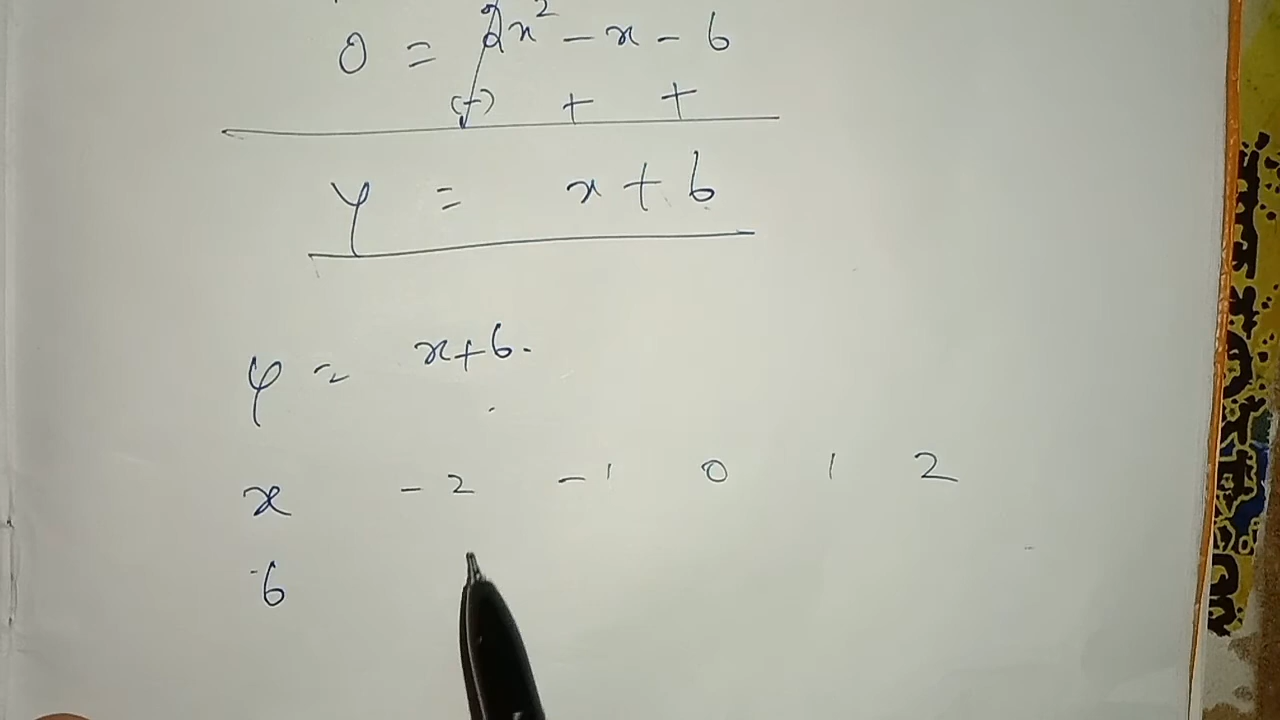 0 = 2x² - x - 6
(-) + +
y = x + 6
y = x+6.
x -2 -1 0 1 2
6